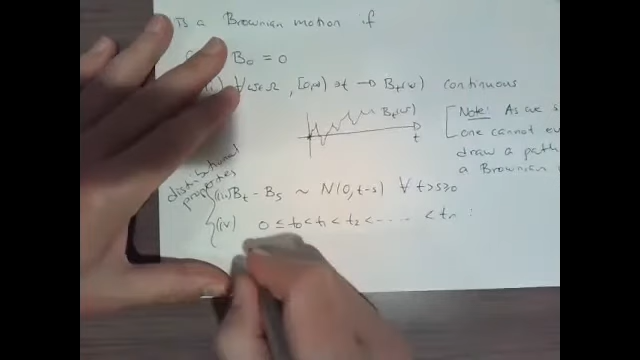 is a Brownian motion if
B₀ = 0
∀ω∈Ω, [0,∞) ∋ t → Bₜ(ω) continuous
Bₜ(ω)
t
[Note: As we
one cannot
draw a path
a Brownian
distributional
properties
(iii) Bₜ - Bₛ ~ N(0, t-s) ∀ t>s≥0
(iv) 0 ≤ t₀ < t₁ < t₂ < .... < tₙ :